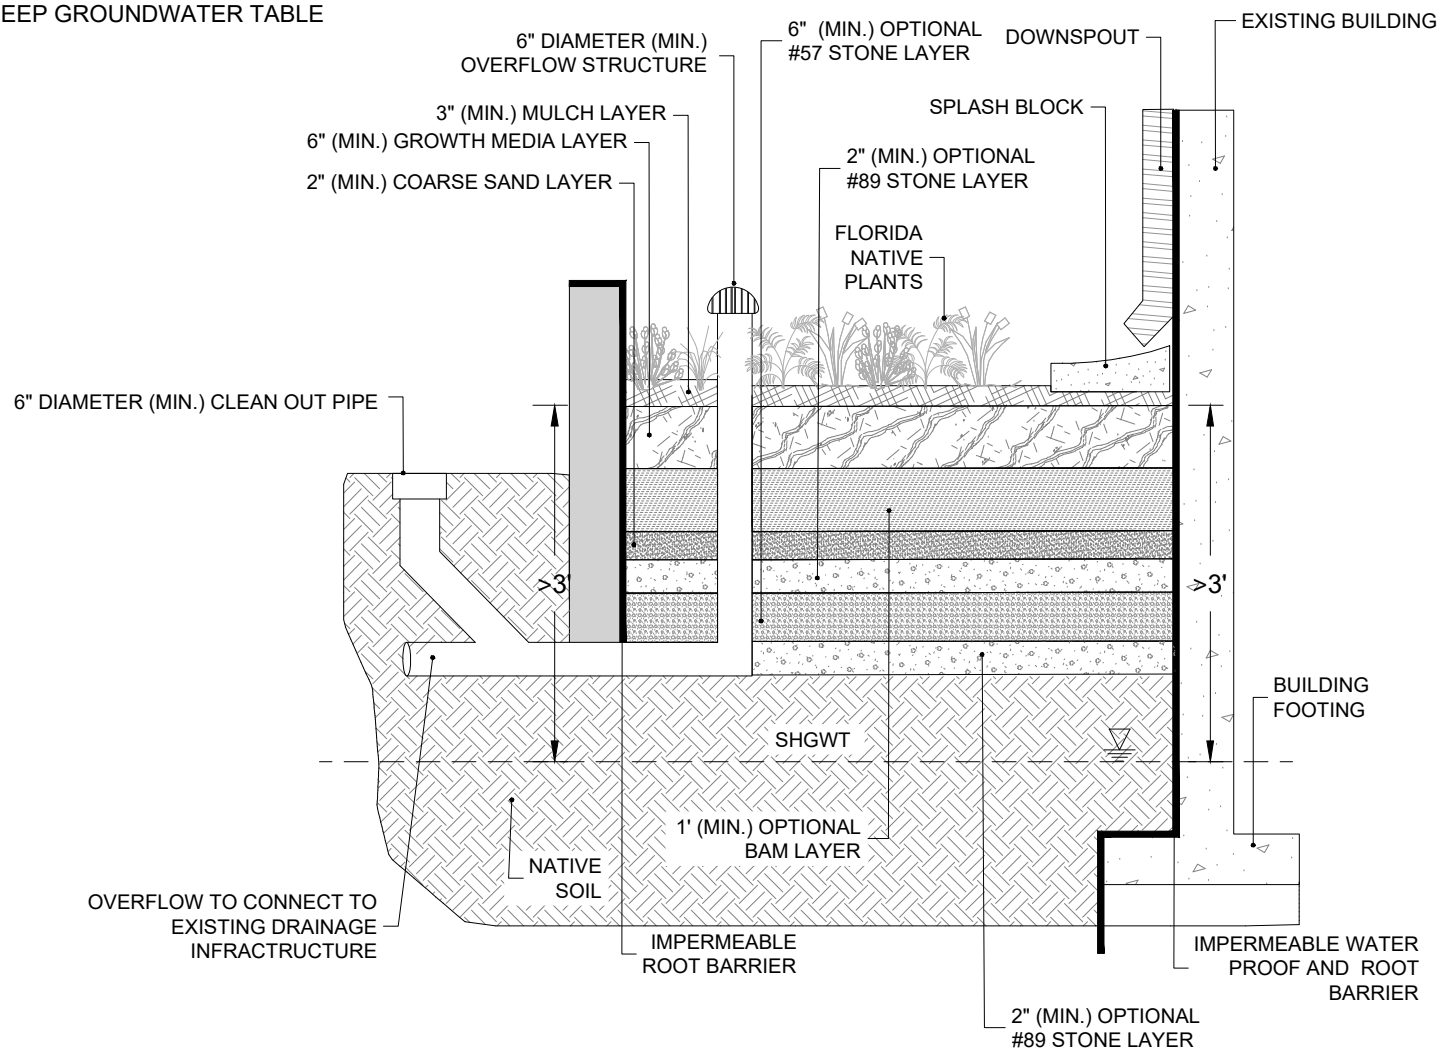 EEP GROUNDWATER TABLE
EXISTING BUILDING
6" (MIN.) OPTIONAL
#57 STONE LAYER
DOWNSPOUT
6" DIAMETER (MIN.)
OVERFLOW STRUCTURE
SPLASH BLOCK
3" (MIN.) MULCH LAYER
6" (MIN.) GROWTH MEDIA LAYER
2" (MIN.) COARSE SAND LAYER
2" (MIN.) OPTIONAL
#89 STONE LAYER
FLORIDA
NATIVE
PLANTS
6" DIAMETER (MIN.) CLEAN OUT PIPE
>3'
>3'
BUILDING
FOOTING
SHGWT
1' (MIN.) OPTIONAL
BAM LAYER
NATIVE
SOIL
OVERFLOW TO CONNECT TO
EXISTING DRAINAGE
INFRACTRUCTURE
IMPERMEABLE
ROOT BARRIER
IMPERMEABLE WATER
PROOF AND ROOT
BARRIER
2" (MIN.) OPTIONAL
#89 STONE LAYER